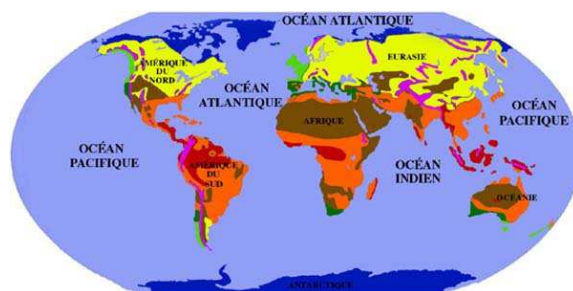 OCÉAN ATLANTIQUE
AMÉRIQUE
DU
NORD
EURASIE
OCÉAN
ATLANTIQUE
OCÉAN
PACIFIQUE
AFRIQUE
OCÉAN
PACIFIQUE
AMÉRIQUE
DU
SUD
OCÉAN
INDIEN
OCÉANIE
ANTARCTIQUE